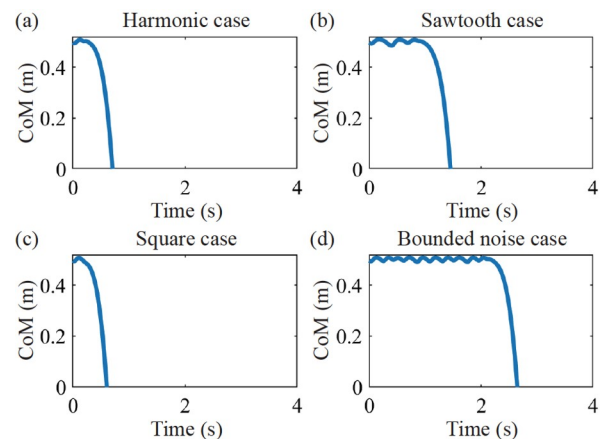 (a) Harmonic case
CoM (m)
0.4
0.2
0
0 2 4
Time (s)
(b) Sawtooth case
CoM (m)
0.4
0.2
0
0 2 4
Time (s)
(c) Square case
CoM (m)
0.4
0.2
0
0 2 4
Time (s)
(d) Bounded noise case
CoM (m)
0.4
0.2
0
0 2 4
Time (s)